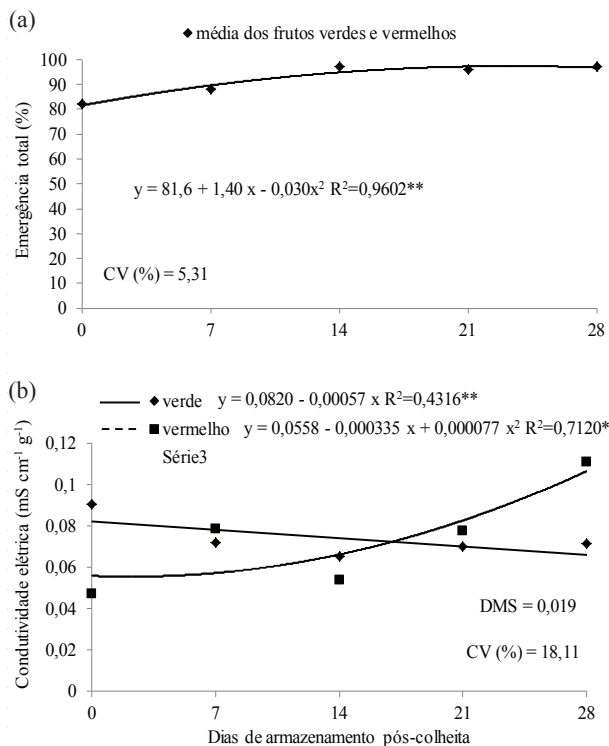 (a)
◆ média dos frutos verdes e vermelhos
Emergência total (%)
100
90
80
70
60
50
40
30
20
10
0
y = 81,6 + 1,40 x - 0,030x² R²=0,9602**
CV (%) = 5,31
0 7 14 21 28
(b)
verde y = 0,0820 - 0,00057 x R²=0,4316**
vermelho y = 0,0558 - 0,000335 x + 0,000077 x² R²=0,7120*
Série3
Condutividade elétrica (mS cm⁻¹ g⁻¹)
0,12
0,1
0,08
0,06
0,04
0,02
0
DMS = 0,019
CV (%) = 18,11
0 7 14 21 28
Dias de armazenamento pós-colheita